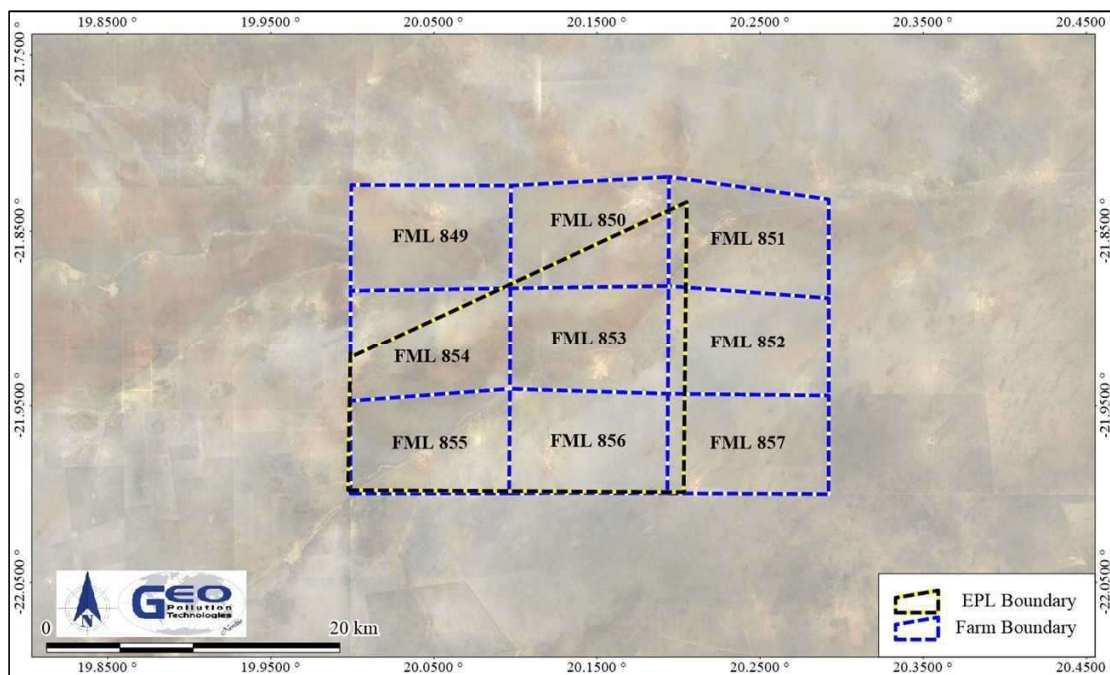 19.8500 ° 19.9500 ° 20.0500 ° 20.1500 ° 20.2500 ° 20.3500 ° 20.4500 °
-21.7500 ° -21.7500 °
FML 850
FML 849 FML 851
-21.8500 ° -21.8500 °
FML 853 FML 852
FML 854
-21.9500 ° -21.9500 °
FML 855 FML 856 FML 857
-22.0500 ° -22.0500 °
N
GEO
Pollution
Technologies
EPL Boundary
Farm Boundary
0 20 km
19.8500 ° 19.9500 ° 20.0500 ° 20.1500 ° 20.2500 ° 20.3500 ° 20.4500 °